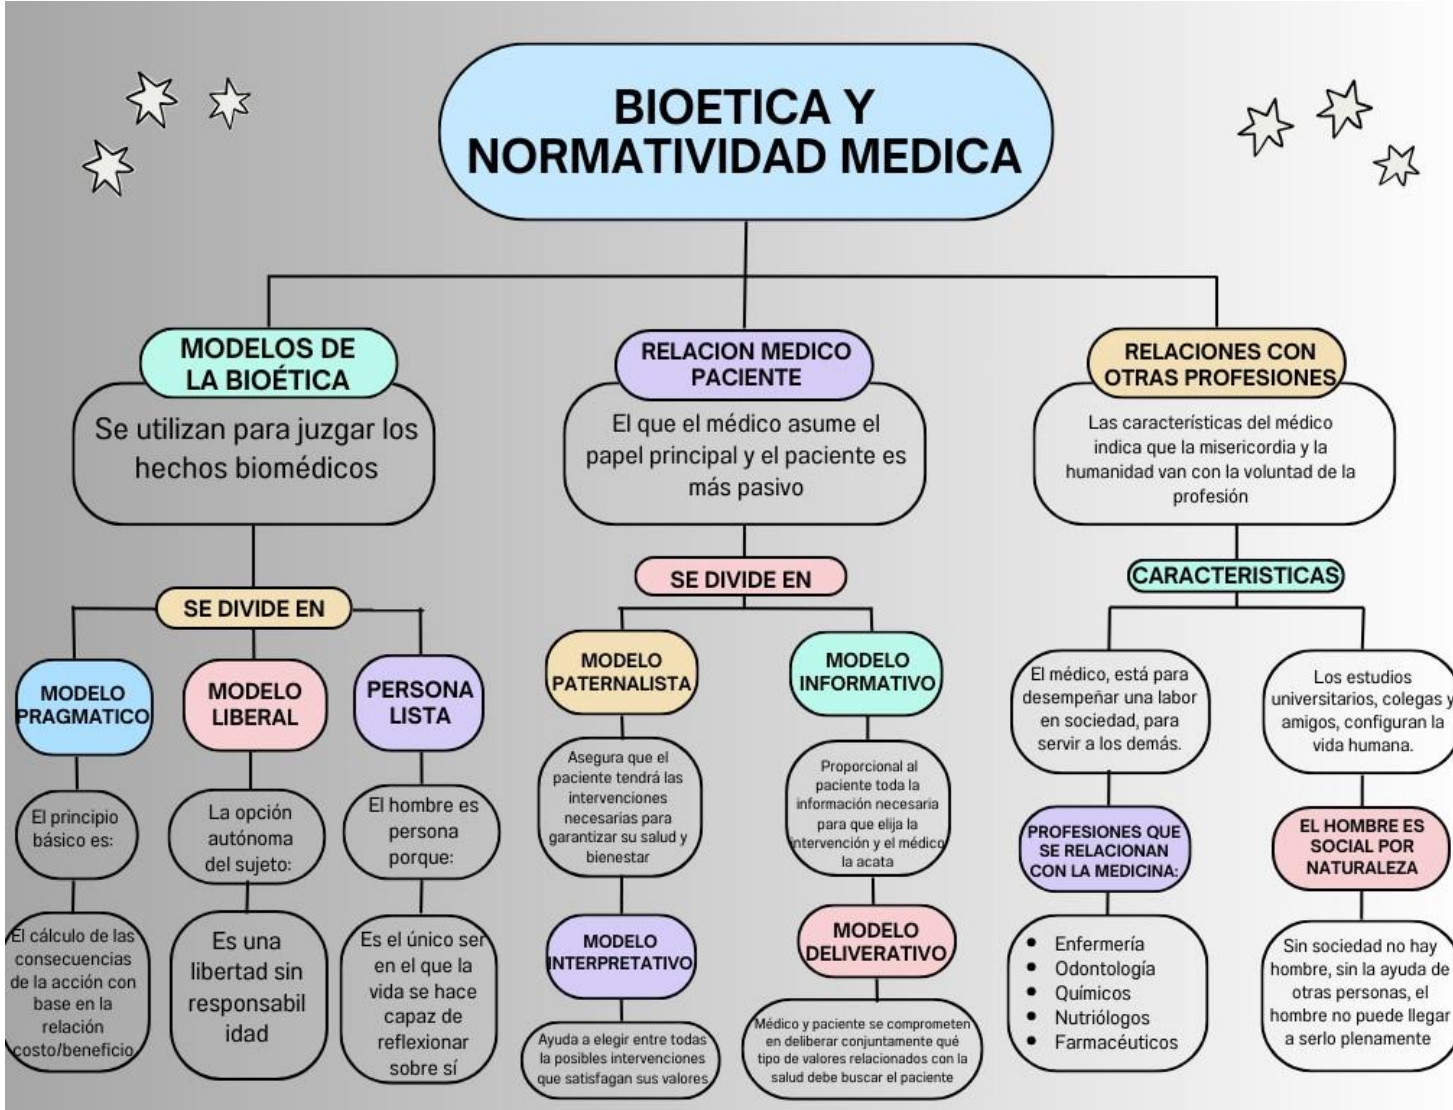 BIOETICA Y
NORMATIVIDAD MEDICA
MODELOS DE
LA BIOÉTICA
Se utilizan para juzgar los
hechos biomédicos
SE DIVIDE EN
MODELO
PRAGMATICO
El principio
básico es:
El cálculo de las
consecuencias
de la acción con
base en la
relación
costo/beneficio
MODELO
LIBERAL
La opción
autónoma
del sujeto:
Es una
libertad sin
responsabil
idad
PERSONA
LISTA
El hombre es
persona
porque:
Es el único ser
en el que la
vida se hace
capaz de
reflexionar
sobre sí
RELACION MEDICO
PACIENTE
El que el médico asume el
papel principal y el paciente es
más pasivo
SE DIVIDE EN
MODELO
PATERNALISTA
Asegura que el
paciente tendrá las
intervenciones
necesarias para
garantizar su salud y
bienestar
MODELO
INTERPRETATIVO
Ayuda a elegir entre todas
la posibles intervenciones
que satisfagan sus valores
MODELO
INFORMATIVO
Proporcional al
paciente toda la
información necesaria
para que elija la
intervención y el médico
la acata
MODELO
DELIVERATIVO
Médico y paciente se comprometen
en deliberar conjuntamente qué
tipo de valores relacionados con la
salud debe buscar el paciente
RELACIONES CON
OTRAS PROFESIONES
Las características del médico
indica que la misericordia y la
humanidad van con la voluntad de la
profesión
CARACTERISTICAS
El médico, está para
desempeñar una labor
en sociedad, para
servir a los demás.
PROFESIONES QUE
SE RELACIONAN
CON LA MEDICINA:
• Enfermería
• Odontología
• Químicos
• Nutriólogos
• Farmacéuticos
Los estudios
universitarios, colegas y
amigos, configuran la
vida humana.
EL HOMBRE ES
SOCIAL POR
NATURALEZA
Sin sociedad no hay
hombre, sin la ayuda de
otras personas, el
hombre no puede llegar
a serlo plenamente